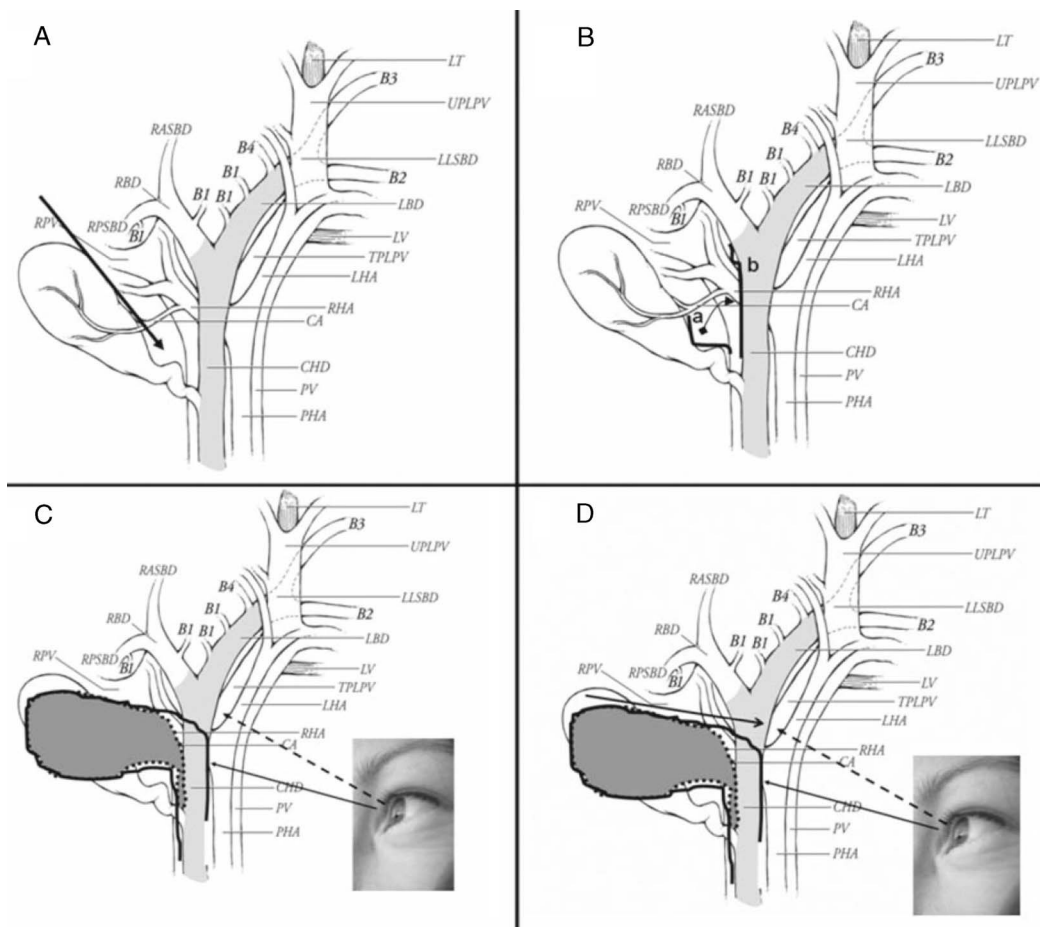 A
LT
B3
UPLPV
RASBD
B4
B1
LLSBD
RBD
B1
B1
B2
RPV
RPSBD
B1
LBD
LV
TPLPV
LHA
RHA
CA
CHD
PV
PHA
B
LT
B3
UPLPV
RASBD
B4
B1
LLSBD
RBD
B1
B1
B2
RPV
RPSBD
B1
LBD
LV
TPLPV
b
LHA
RHA
a
CA
CHD
PV
PHA
C
LT
B3
UPLPV
RASBD
B4
LLSBD
RBD
B1
B1
B2
RPSBD
B1
LBD
RPV
LV
TPLPV
LHA
RHA
CA
CHD
PV
PHA
D
LT
B3
UPLPV
RASBD
B4
LLSBD
RBD
B1
B1
B2
RPSBD
B1
LBD
RPV
LV
TPLPV
LHA
RHA
CA
CHD
PV
PHA